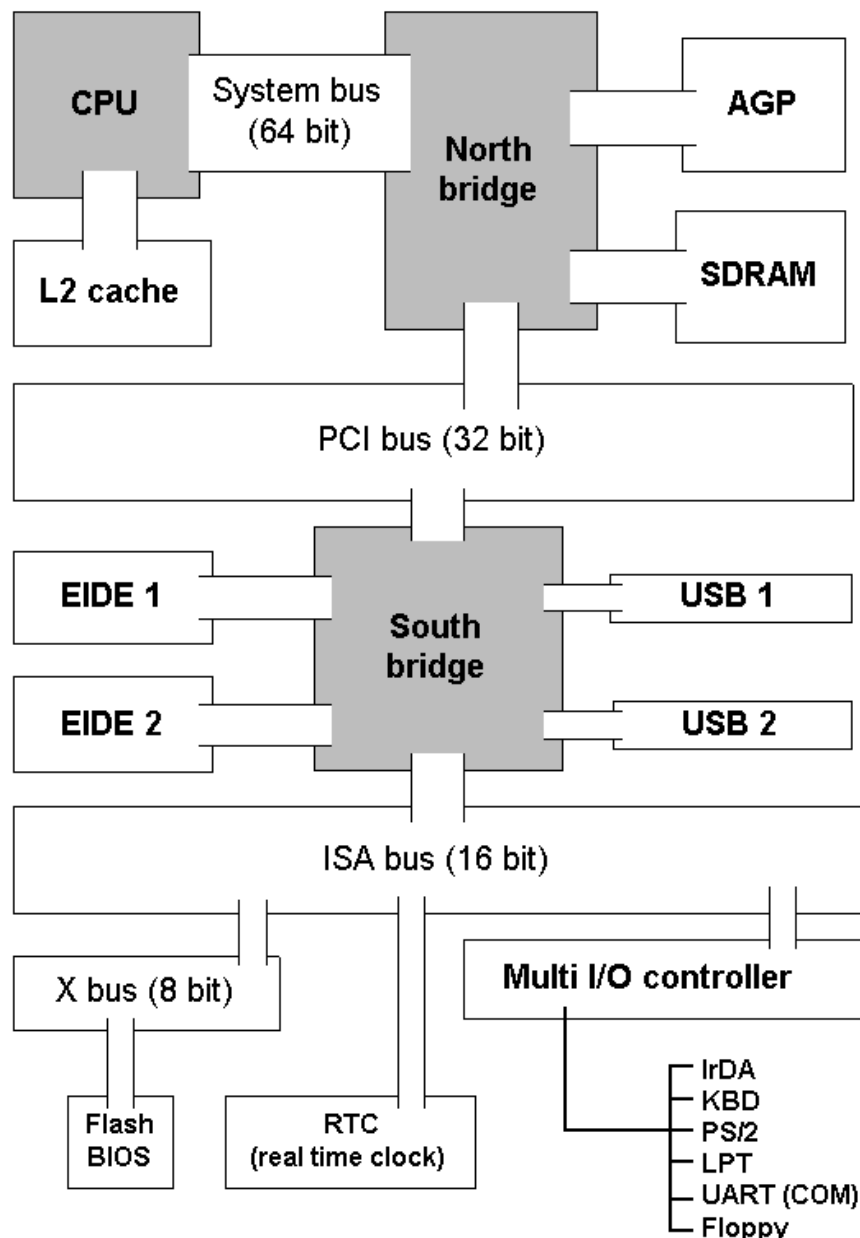 CPU
System bus
(64 bit)
North
bridge
AGP
L2 cache
SDRAM
PCI bus (32 bit)
EIDE 1
South
bridge
USB 1
EIDE 2
USB 2
ISA bus (16 bit)
X bus (8 bit)
Multi I/O controller
Flash
BIOS
RTC
(real time clock)
IrDA
KBD
PS/2
LPT
UART (COM)
Floppy